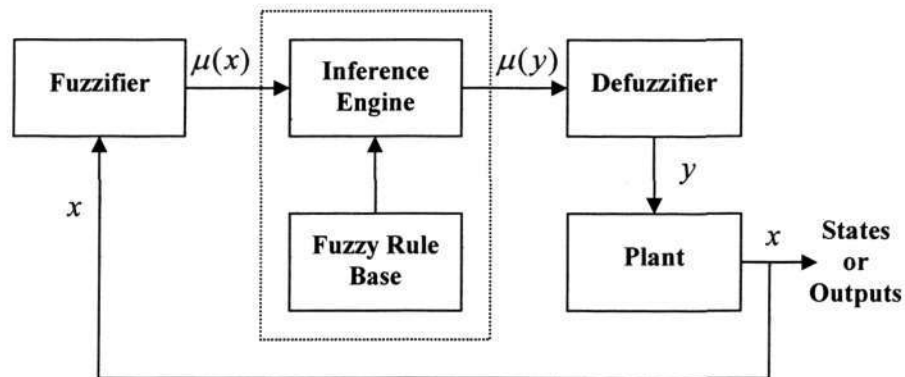 Fuzzifier
μ(x)
Inference
Engine
μ(y)
Defuzzifier
x
y
Fuzzy Rule
Base
Plant
x
States
or
Outputs